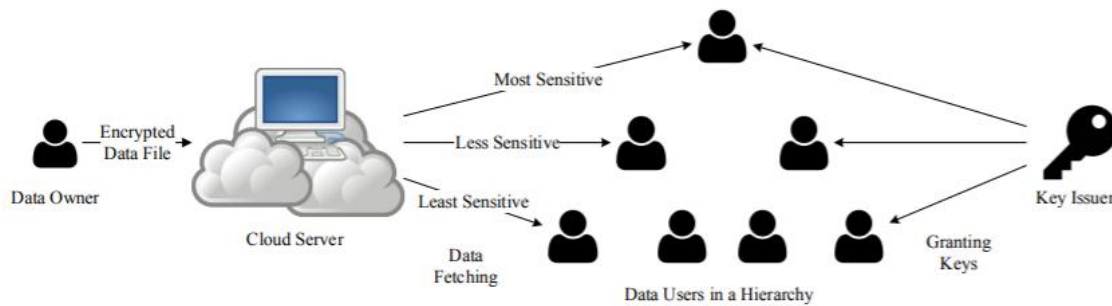 Encrypted
Data File
Data Owner
Cloud Server
Most Sensitive
Less Sensitive
Least Sensitive
Data
Fetching
Data Users in a Hierarchy
Granting
Keys
Key Issuer